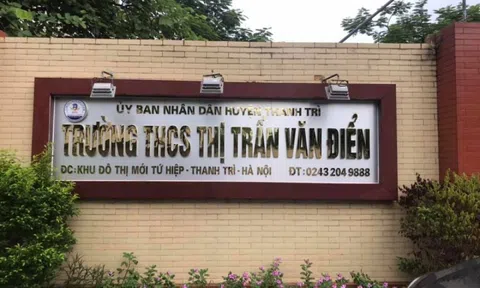 ỦY BAN NHÂN DÂN HUYỆN THANH TRÌ
TRƯỜNG THCS THỊ TRẤN VĂN ĐIỂN
ĐC: KHU ĐÔ THỊ MỚI TỨ HIỆP - THANH TRÌ - HÀ NỘI ĐT: 0243 204 9888